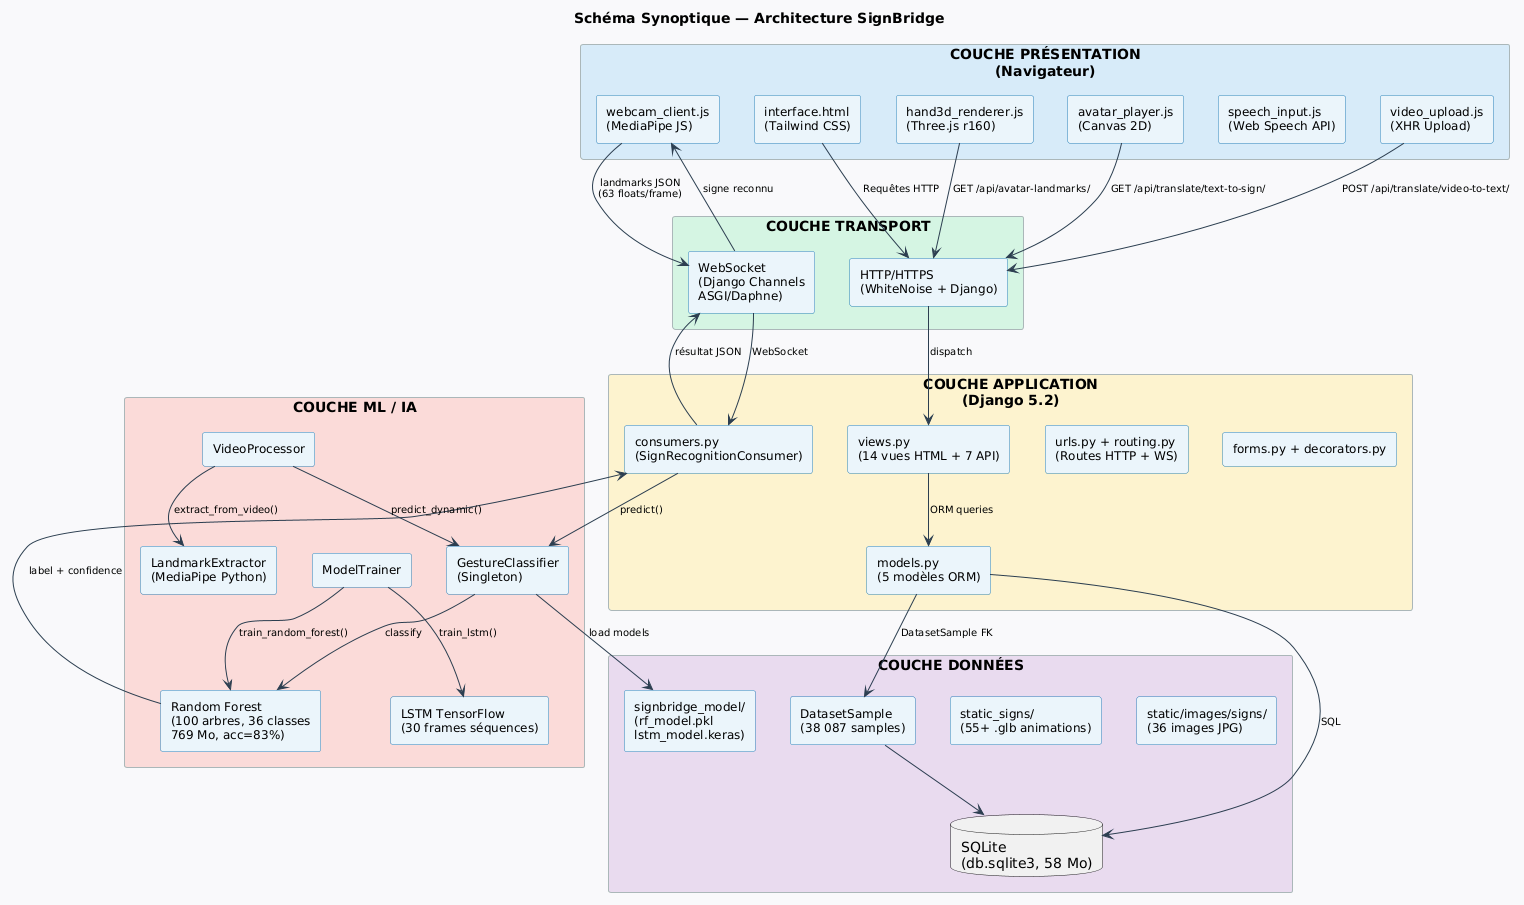 Schéma Synoptique — Architecture SignBridge
COUCHE PRÉSENTATION
(Navigateur)
webcam_client.js
(MediaPipe JS)
interface.html
(Tailwind CSS)
hand3d_renderer.js
(Three.js r160)
avatar_player.js
(Canvas 2D)
speech_input.js
(Web Speech API)
video_upload.js
(XHR Upload)
landmarks JSON
(63 floats/frame)
signe reconnu
Requêtes HTTP
GET /api/avatar-landmarks/
GET /api/translate/text-to-sign/
POST /api/translate/video-to-text/
COUCHE TRANSPORT
WebSocket
(Django Channels
ASGI/Daphne)
HTTP/HTTPS
(WhiteNoise + Django)
résultat JSON
WebSocket
dispatch
COUCHE APPLICATION
(Django 5.2)
consumers.py
(SignRecognitionConsumer)
views.py
(14 vues HTML + 7 API)
urls.py + routing.py
(Routes HTTP + WS)
forms.py + decorators.py
predict()
ORM queries
models.py
(5 modèles ORM)
COUCHE ML / IA
VideoProcessor
extract_from_video()
predict_dynamic()
label + confidence
LandmarkExtractor
(MediaPipe Python)
ModelTrainer
GestureClassifier
(Singleton)
train_random_forest()
classify
train_lstm()
load models
Random Forest
(100 arbres, 36 classes
769 Mo, acc=83%)
LSTM TensorFlow
(30 frames séquences)
DatasetSample FK
SQL
COUCHE DONNÉES
signbridge_model/
(rf_model.pkl
lstm_model.keras)
DatasetSample
(38 087 samples)
static_signs/
(55+ .glb animations)
static/images/signs/
(36 images JPG)
SQLite
(db.sqlite3, 58 Mo)